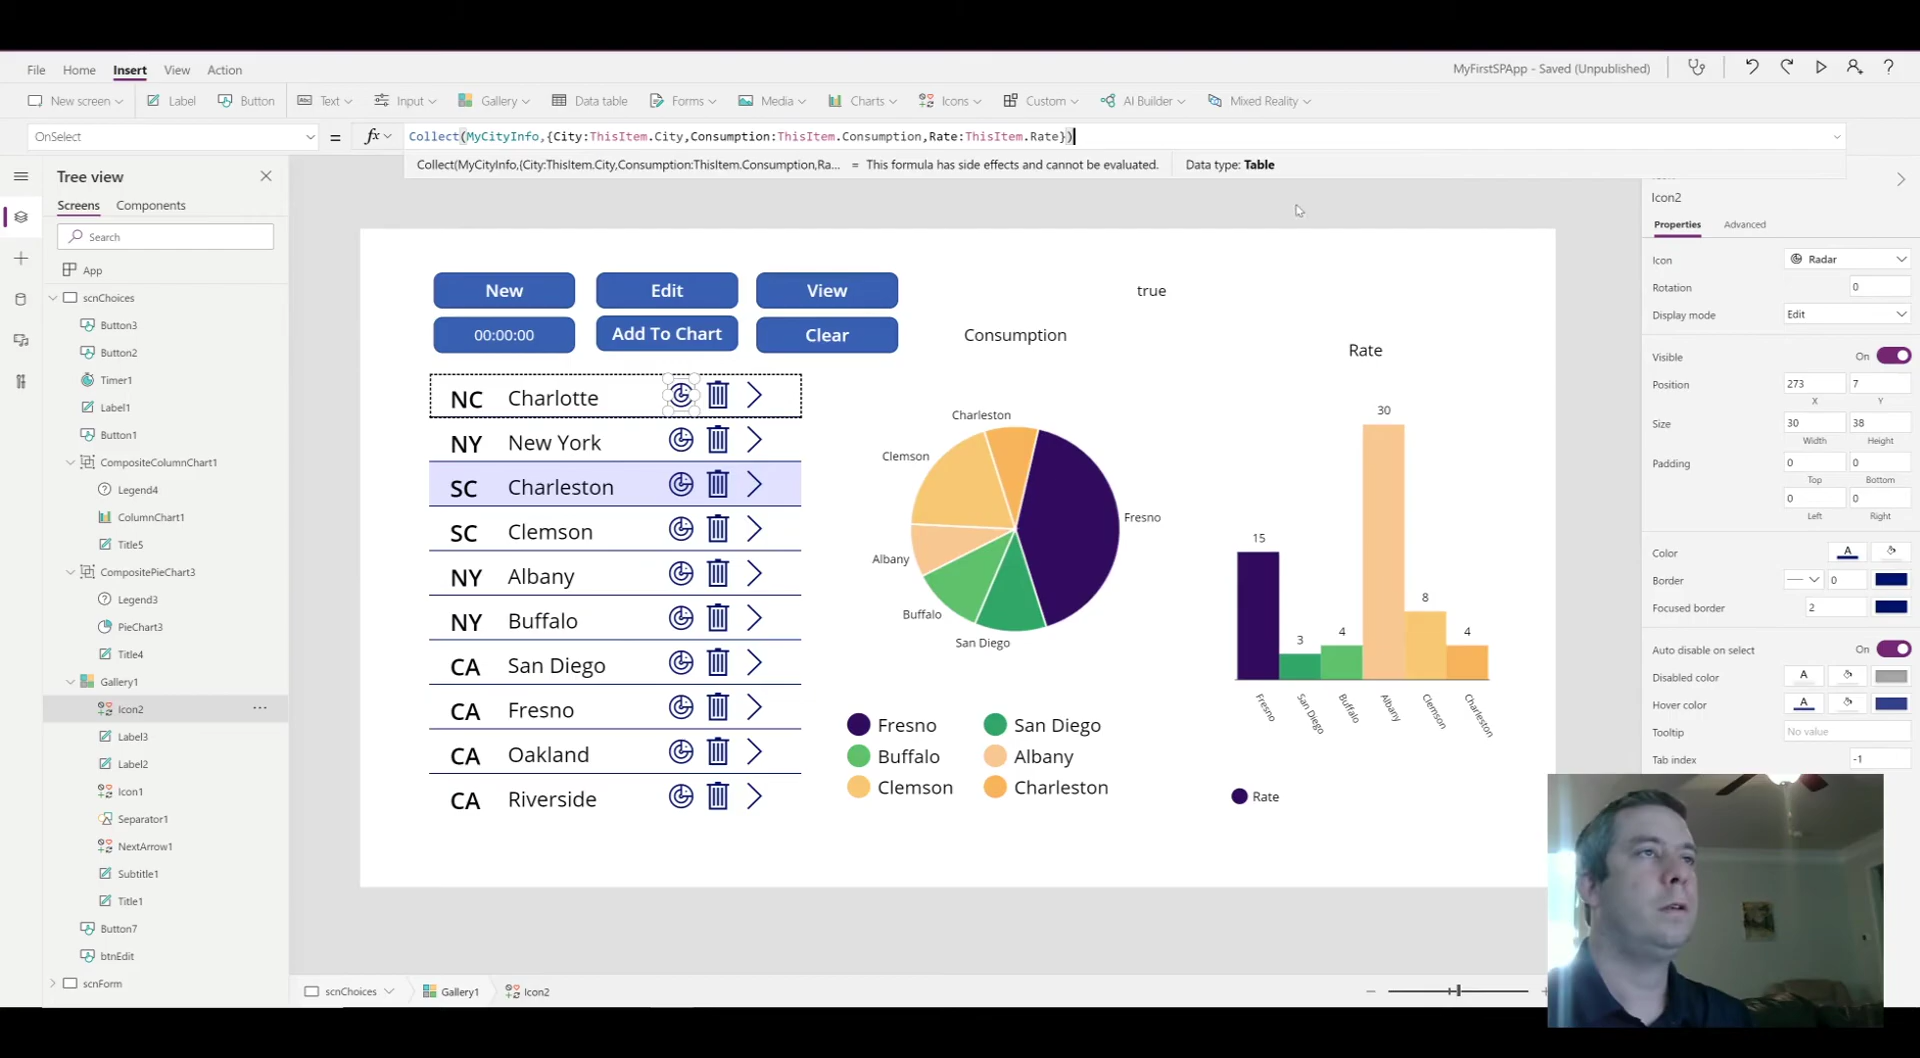 File Home Insert View Action
MyFirstSPApp - Saved (Unpublished)
New screen Label Button Text Input Gallery Data table Forms Media Charts Icons Custom AI Builder Mixed Reality
OnSelect = fx Collect(MyCityInfo,{City:ThisItem.City,Consumption:ThisItem.Consumption,Rate:ThisItem.Rate})
Collect(MyCityInfo,{City:ThisItem.City,Consumption:ThisItem.Consumption,Ra... = This formula has side effects and cannot be evaluated. Data type: Table
Tree view
Screens Components
Search
App
scnChoices
Button3
Button2
Timer1
Label1
Button1
CompositeColumnChart1
Legend4
ColumnChart1
Title5
CompositePieChart3
Legend3
PieChart3
Title4
Gallery1
Icon2 ...
Label3
Label2
Icon1
Separator1
NextArrow1
Subtitle1
Title1
Button7
btnEdit
scnForm
New Edit View
00:00:00 Add To Chart Clear
NC Charlotte
NY New York
SC Charleston
SC Clemson
NY Albany
NY Buffalo
CA San Diego
CA Fresno
CA Oakland
CA Riverside
true
Consumption
Charleston
Clemson
Fresno
Albany
Buffalo
San Diego
Fresno San Diego
Buffalo Albany
Clemson Charleston
Rate
15 3 4 30 8 4
Fresno San Diego Buffalo Albany Clemson Charleston
Rate
Icon2
Properties Advanced
Icon Radar
Rotation 0
Display mode Edit
Visible On
Position 273 7
X Y
Size 30 38
Width Height
Padding 0 0
Top Bottom
0 0
Left Right
Color A
Border 0
Focused border 2
Auto disable on select On
Disabled color A
Hover color A
Tooltip No value
Tab index -1
scnChoices Gallery1 Icon2